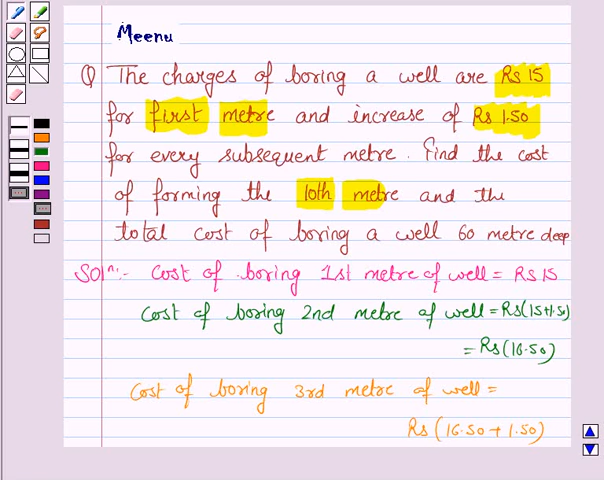 Meenu
Q The charges of boring a well are Rs 15
for first metre and increase of Rs 1.50
for every subsequent metre. Find the cost
of forming the 10th metre and the
total cost of boring a well 60 metre deep
Soln:- Cost of boring 1st metre of well = Rs 15
Cost of boring 2nd metre of well = Rs (15+1.50)
= Rs (16.50)
Cost of boring 3rd metre of well =
Rs (16.50 + 1.50)